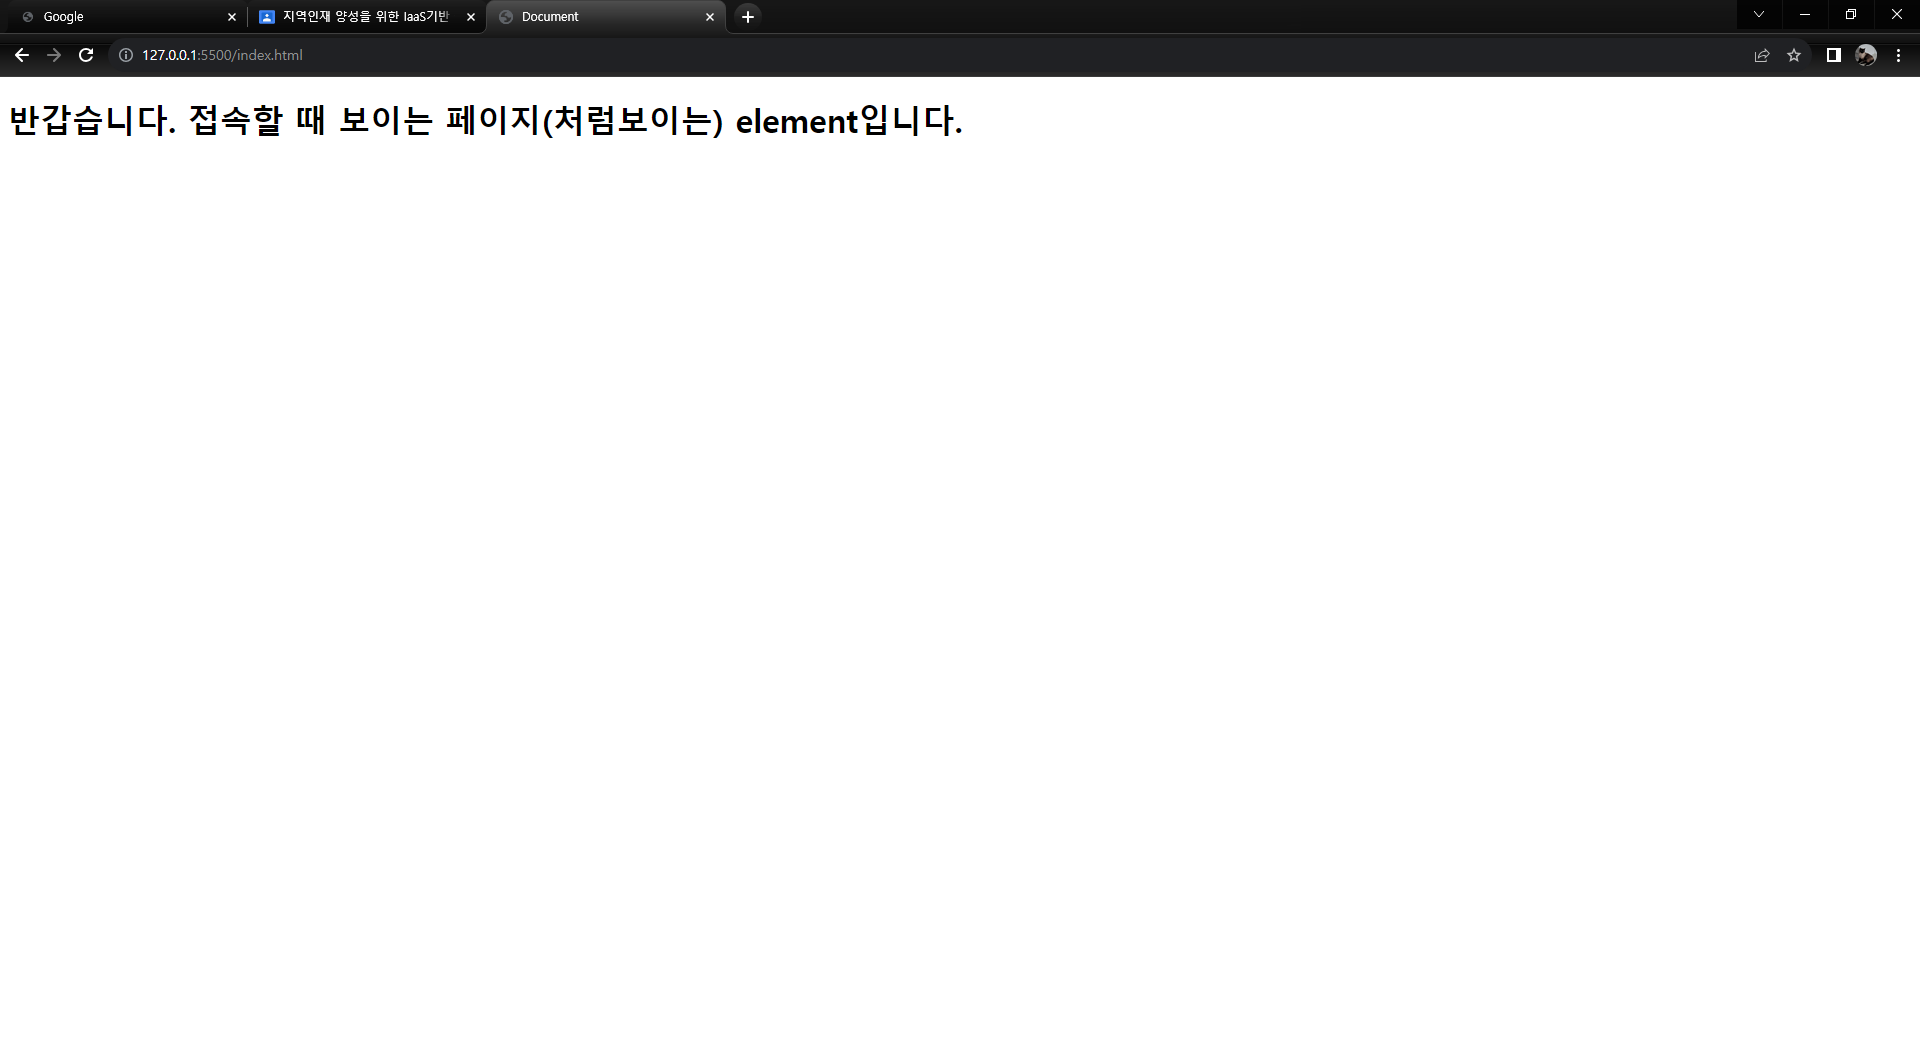 Google
지역인재 양성을 위한 IaaS기반
Document
127.0.0.1:5500/index.html
반갑습니다. 접속할 때 보이는 페이지(처럼보이는) element입니다.